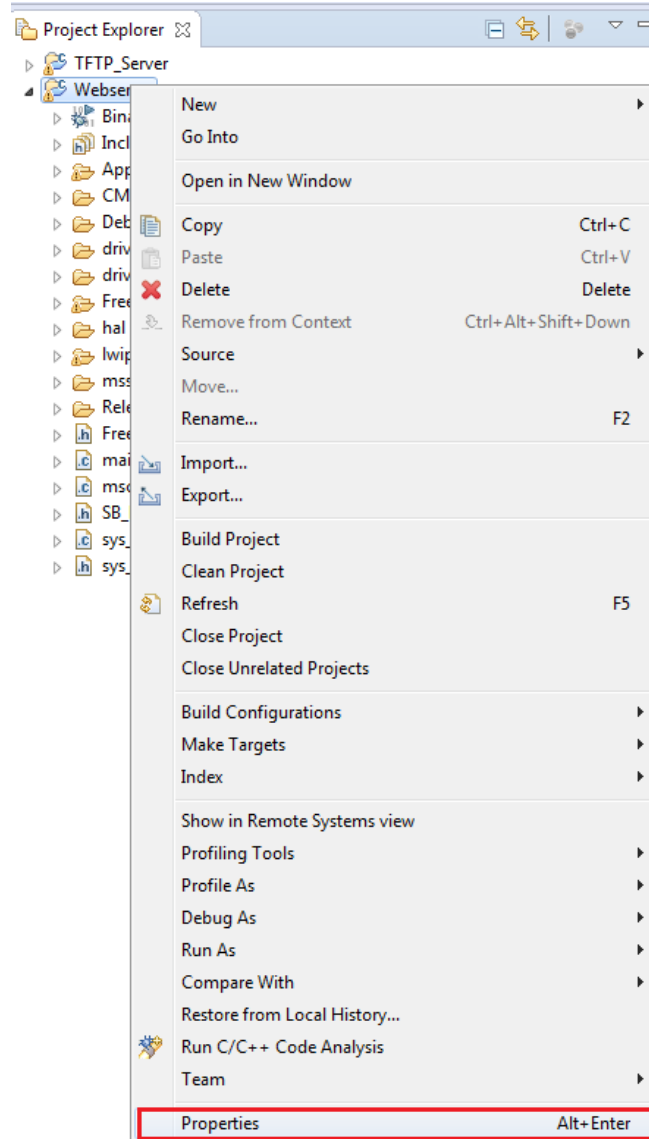 Project Explorer
TFTP_Server
Webser
Bina
Incl
App
CM
Deb
driv
driv
Free
hal
lwip
mss
Rele
Free
mai
msc
SB_
sys_
sys_
New
Go Into
Open in New Window
Copy Ctrl+C
Paste Ctrl+V
Delete Delete
Remove from Context Ctrl+Alt+Shift+Down
Source
Move...
Rename... F2
Import...
Export...
Build Project
Clean Project
Refresh F5
Close Project
Close Unrelated Projects
Build Configurations
Make Targets
Index
Show in Remote Systems view
Profiling Tools
Profile As
Debug As
Run As
Compare With
Restore from Local History...
Run C/C++ Code Analysis
Team
Properties Alt+Enter